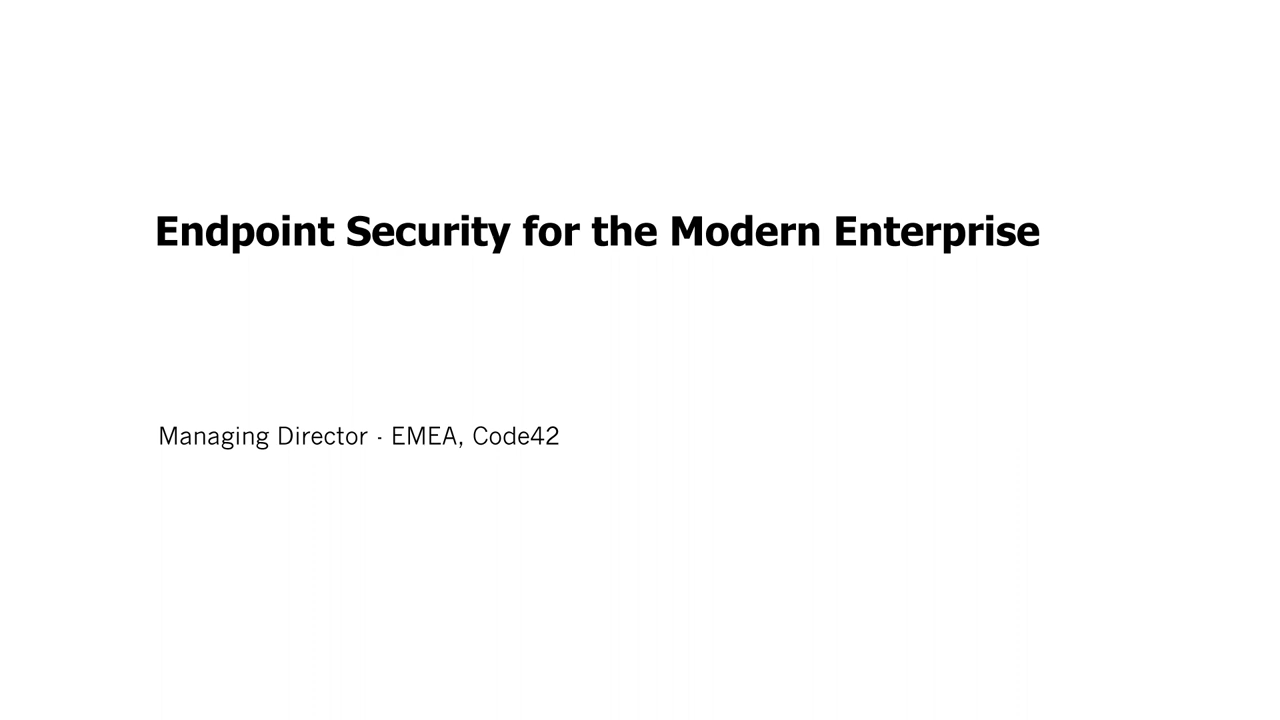 Endpoint Security for the Modern Enterprise
Managing Director - EMEA, Code42